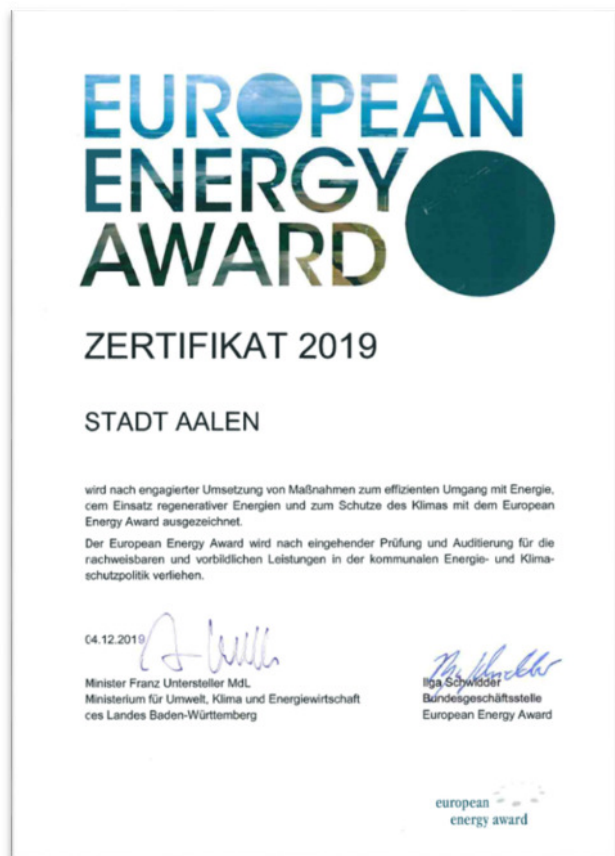 EUROPEAN
ENERGY
AWARD
ZERTIFIKAT 2019
STADT AALEN
wird nach engagierter Umsetzung von Maßnahmen zum effizienten Umgang mit Energie,
cem Einsatz regenerativer Energien und zum Schutze des Klimas mit dem European
Energy Award ausgezeichnet.
Der European Energy Award wird nach eingehender Prüfung und Auditierung für die
nachweisbaren und vorbildlichen Leistungen in der kommunalen Energie- und Klima-
schutzpolitik verliehen.
04.12.2019
Minister Franz Untersteller MdL
Ministerium für Umwelt, Klima und Energiewirtschaft
ces Landes Baden-Württemberg
Ilga Schwidder
Bundesgeschäftsstelle
European Energy Award
european
energy award